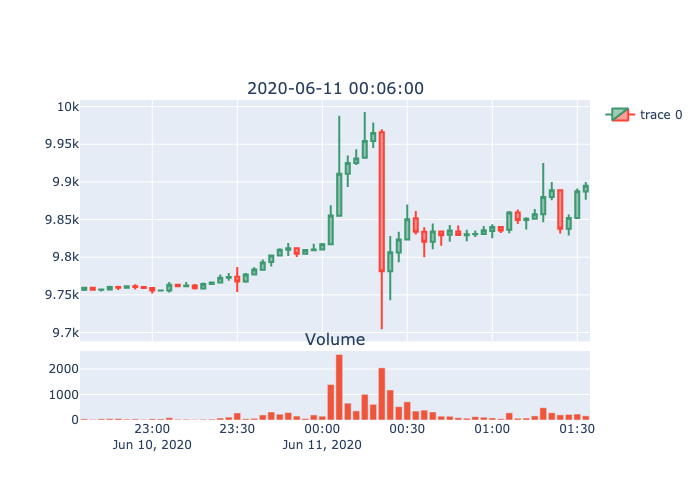 2020-06-11 00:06:00
10k
9.95k
9.9k
9.85k
9.8k
9.75k
9.7k
trace 0
Volume
2000
1000
0
23:00
Jun 10, 2020
23:30
00:00
Jun 11, 2020
00:30
01:00
01:30